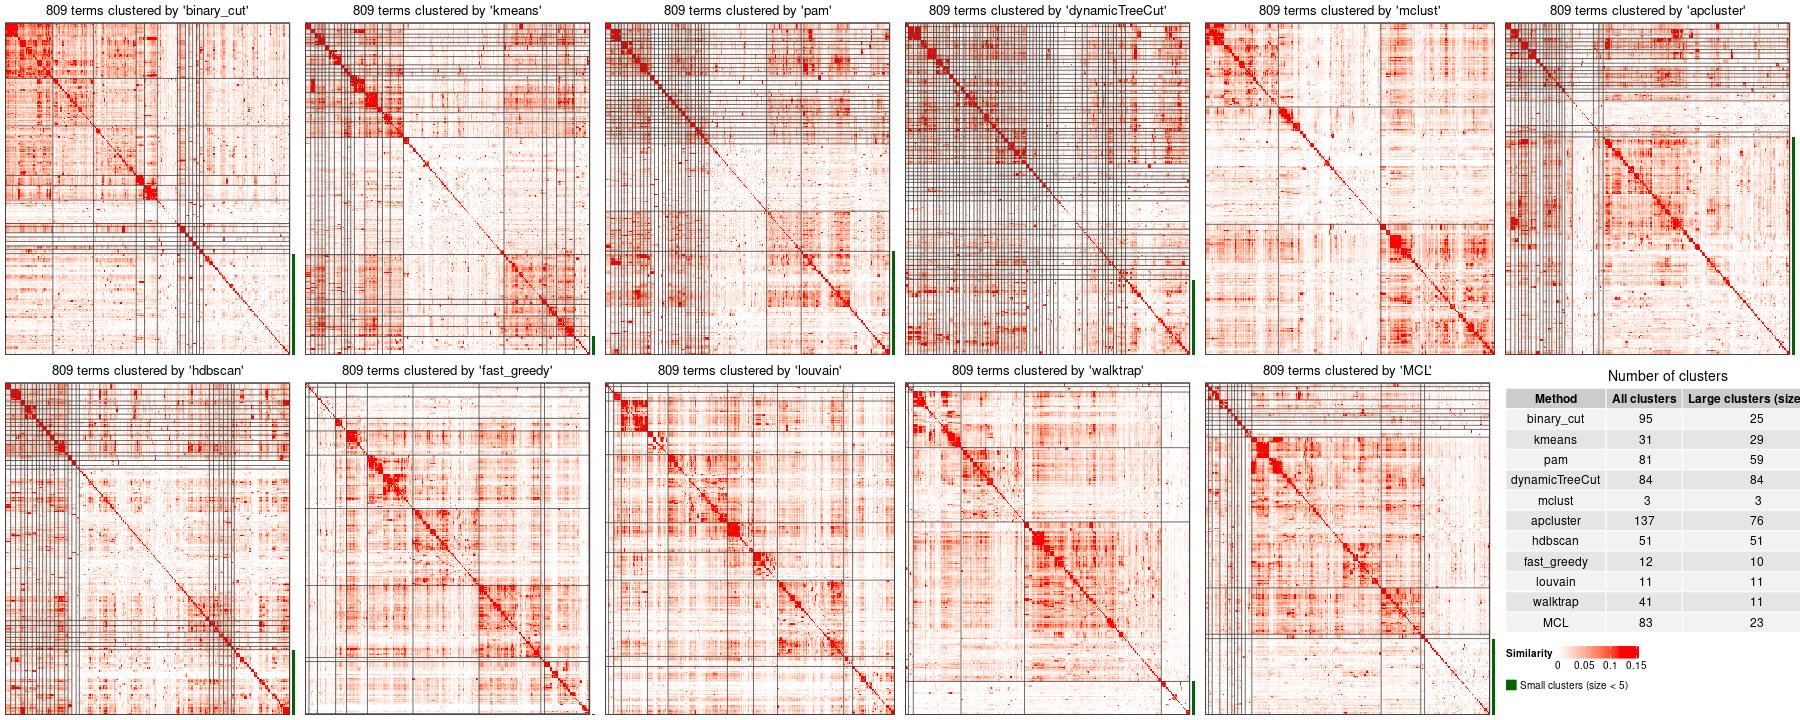 809 terms clustered by 'binary_cut'
809 terms clustered by 'kmeans'
809 terms clustered by 'pam'
809 terms clustered by 'dynamicTreeCut'
809 terms clustered by 'mclust'
809 terms clustered by 'apcluster'
809 terms clustered by 'hdbscan'
809 terms clustered by 'fast_greedy'
809 terms clustered by 'louvain'
809 terms clustered by 'walktrap'
809 terms clustered by 'MCL'
Number of clusters
Method All clusters Large clusters (size
binary_cut 95 25
kmeans 31 29
pam 81 59
dynamicTreeCut 84 84
mclust 3 3
apcluster 137 76
hdbscan 51 51
fast_greedy 12 10
louvain 11 11
walktrap 41 11
MCL 83 23
Similarity
0 0.05 0.1 0.15
Small clusters (size < 5)